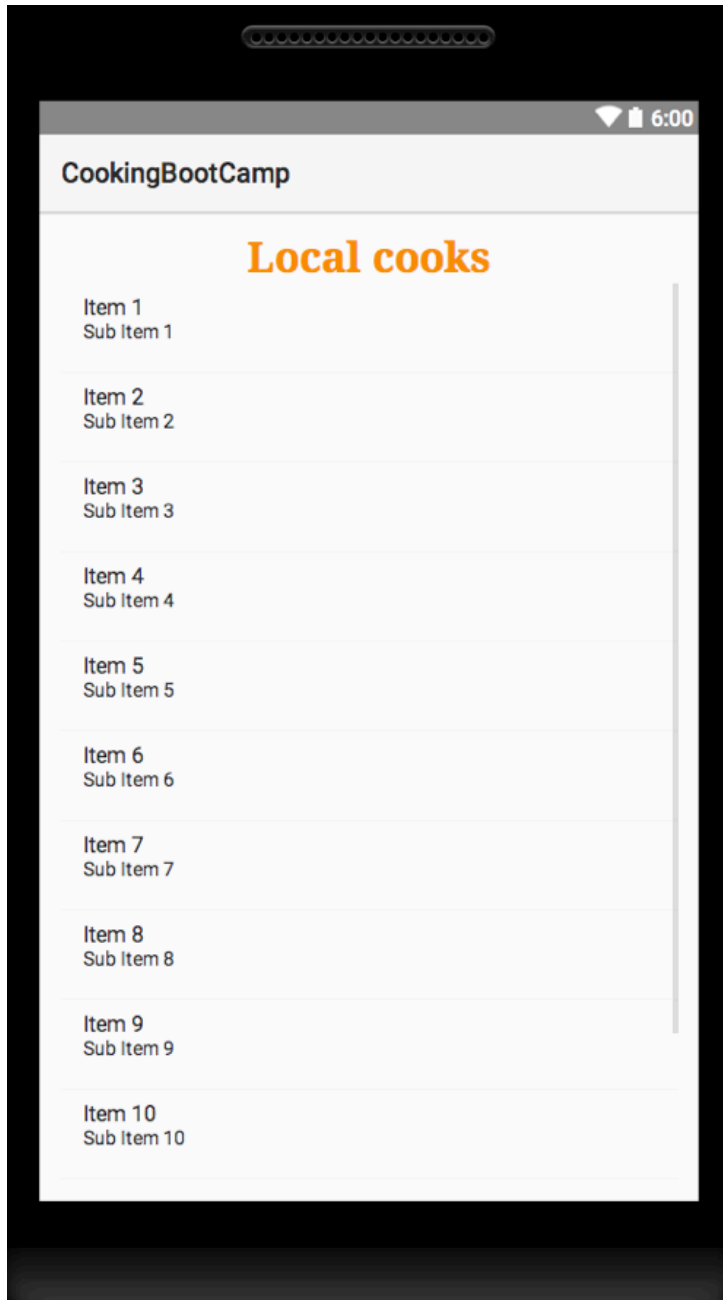 6:00
CookingBootCamp
Local cooks
Item 1
Sub Item 1
Item 2
Sub Item 2
Item 3
Sub Item 3
Item 4
Sub Item 4
Item 5
Sub Item 5
Item 6
Sub Item 6
Item 7
Sub Item 7
Item 8
Sub Item 8
Item 9
Sub Item 9
Item 10
Sub Item 10